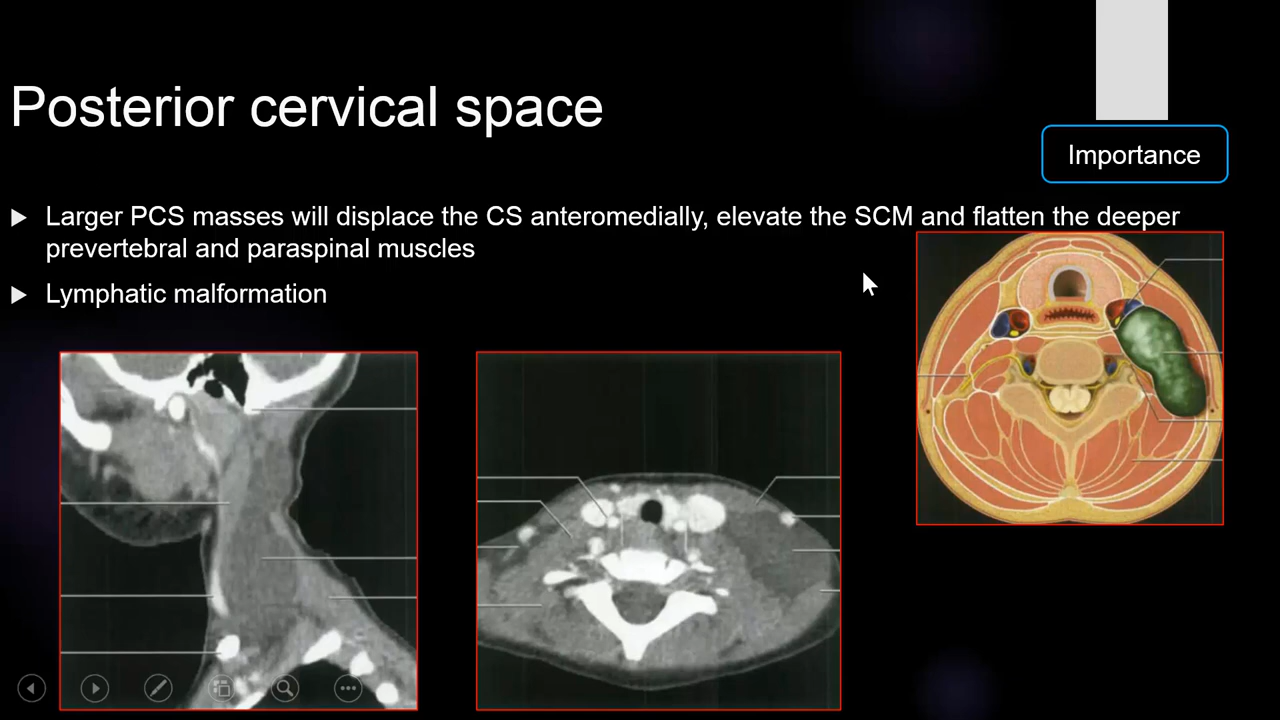 Posterior cervical space
Importance
Larger PCS masses will displace the CS anteromedially, elevate the SCM and flatten the deeper
prevertebral and paraspinal muscles
Lymphatic malformation